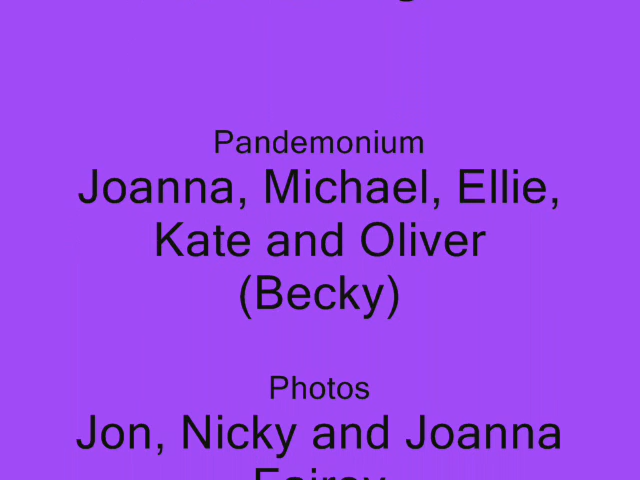 Pandemonium
Joanna, Michael, Ellie,
Kate and Oliver
(Becky)
Photos
Jon, Nicky and Joanna